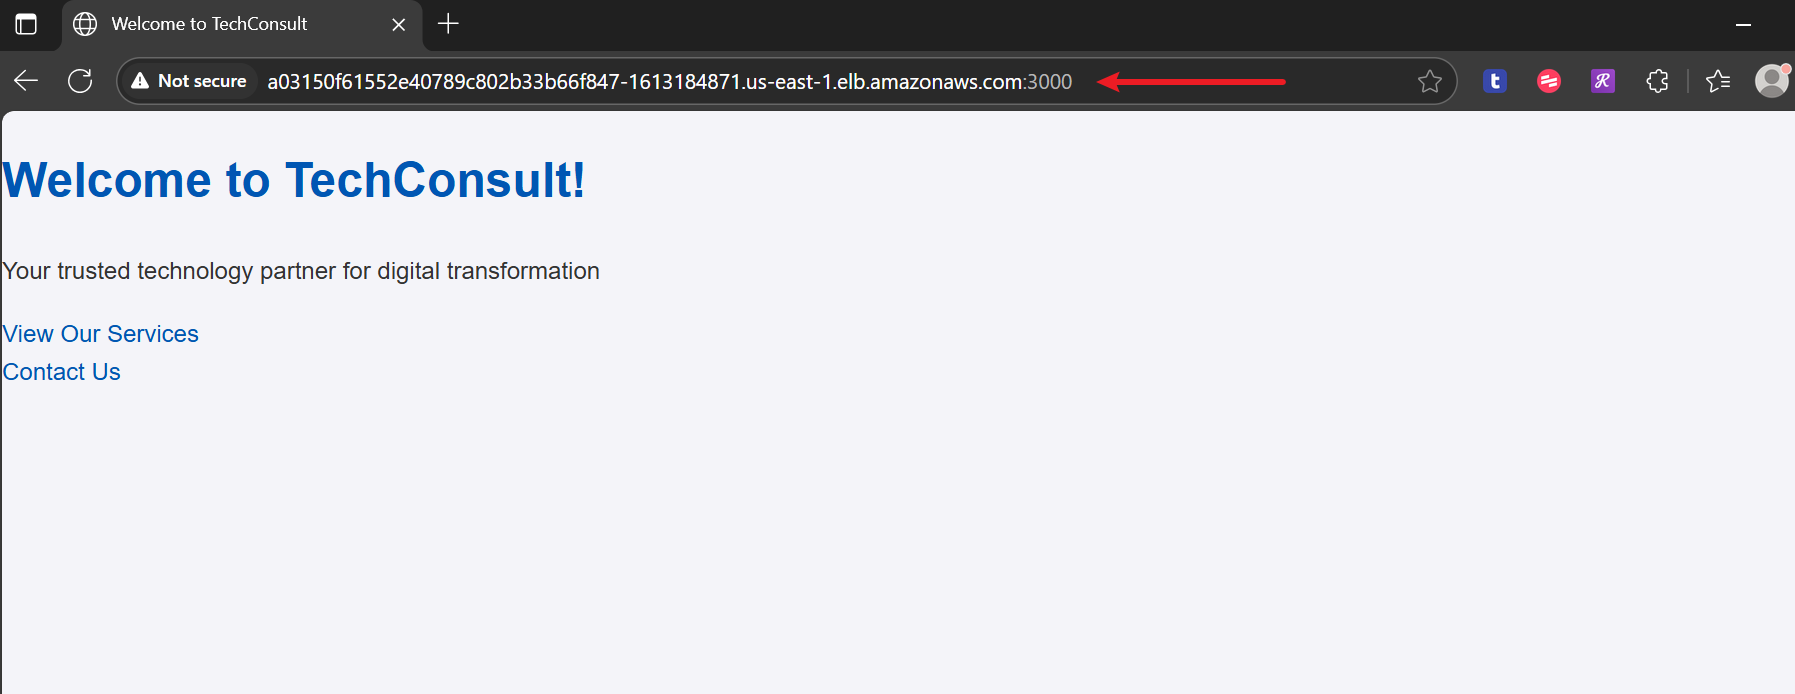 Welcome to TechConsult
Not secure a03150f61552e40789c802b33b66f847-1613184871.us-east-1.elb.amazonaws.com:3000
t
R
Welcome to TechConsult!
Your trusted technology partner for digital transformation
View Our Services
Contact Us